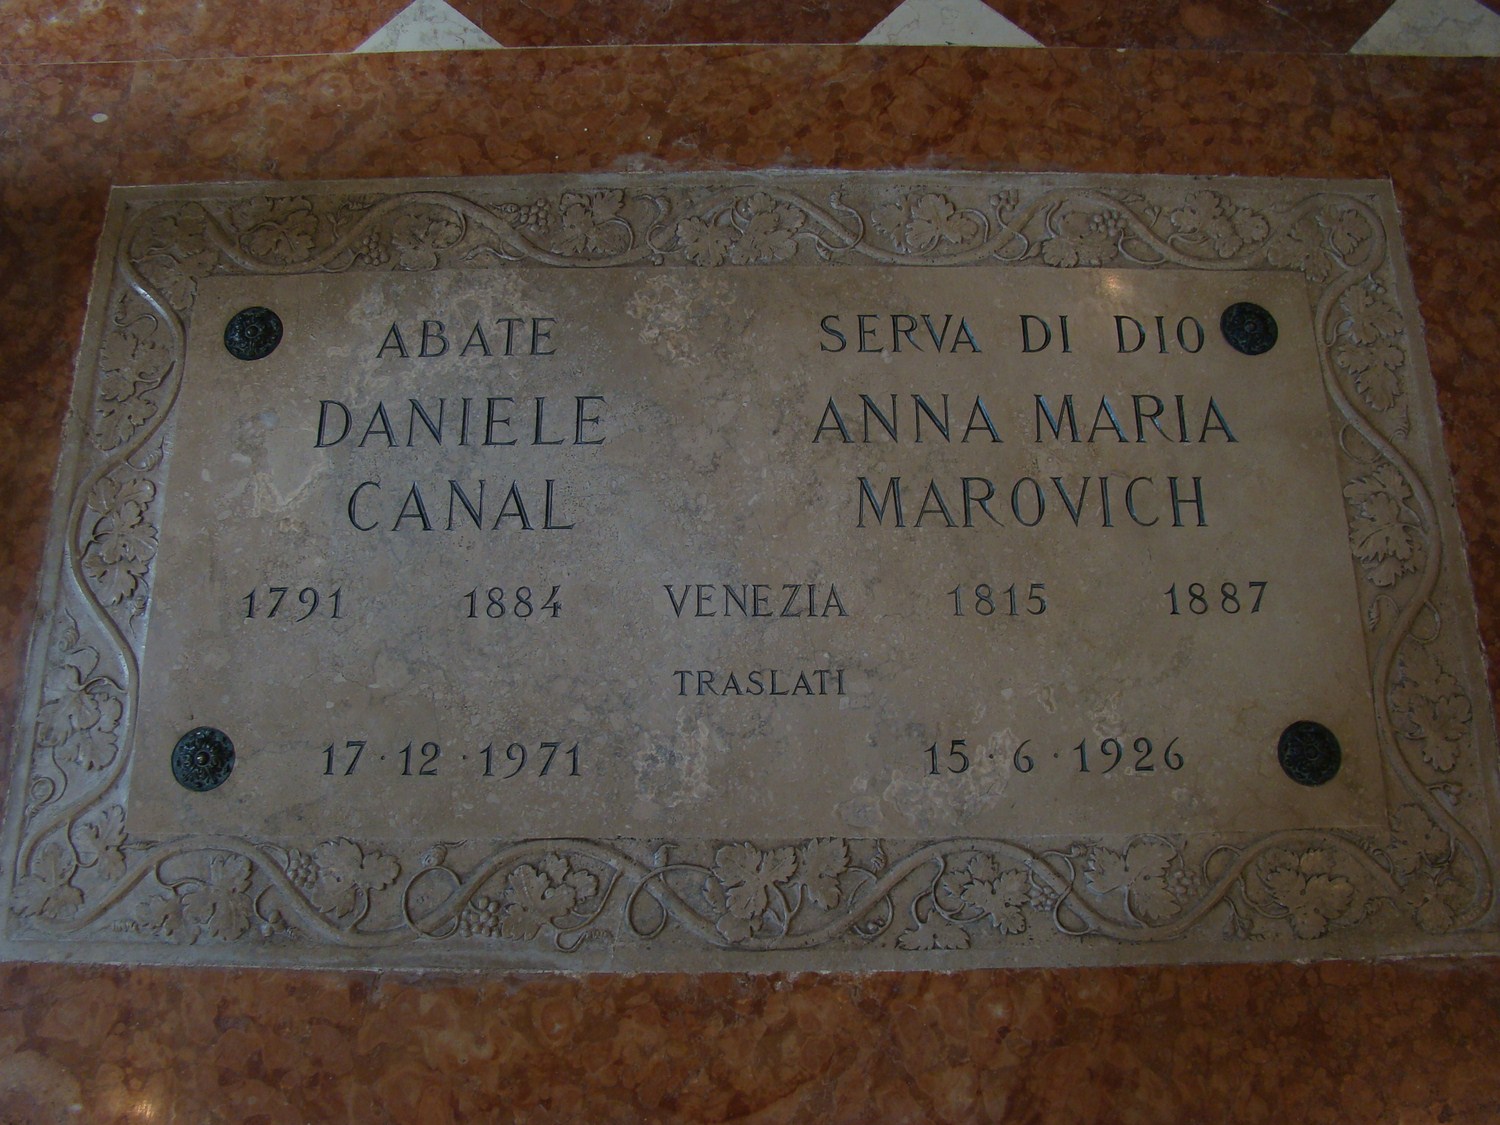 ABATE
DANIELE
CANAL
SERVA DI DIO
ANNA MARIA
MAROVICH
1791 1884 VENEZIA 1815 1887
TRASLATI
17·12·1971 15·6·1926